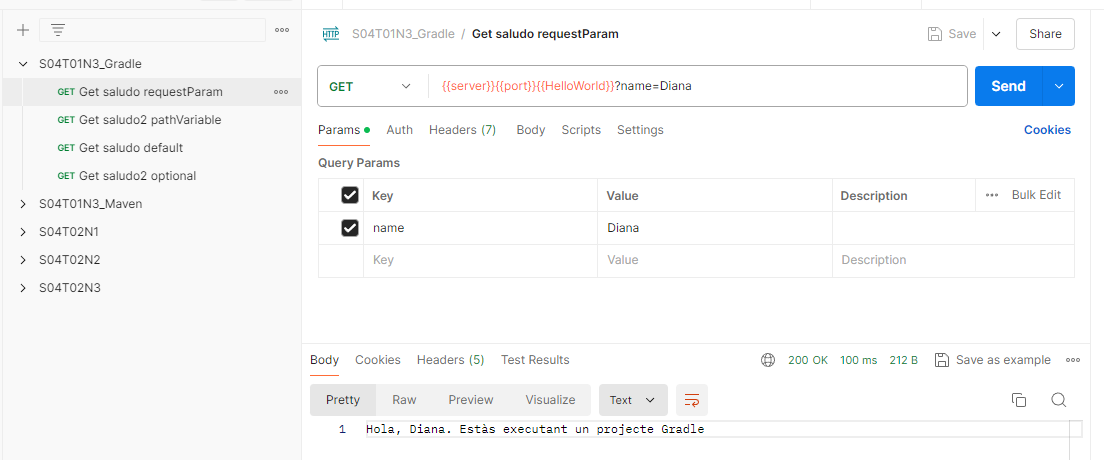 S04T01N3_Gradle
GET Get saludo requestParam
GET Get saludo2 pathVariable
GET Get saludo default
GET Get saludo2 optional
S04T01N3_Maven
S04T02N1
S04T02N2
S04T02N3
HTTP S04T01N3_Gradle / Get saludo requestParam Save Share
GET {{server}}{{port}}{{HelloWorld}}?name=Diana Send
Params Auth Headers (7) Body Scripts Settings Cookies
Query Params
Key Value Description Bulk Edit
name Diana
Key Value Description
Body Cookies Headers (5) Test Results 200 OK 100 ms 212 B Save as example
Pretty Raw Preview Visualize Text
1 Hola, Diana. Estàs executant un projecte Gradle